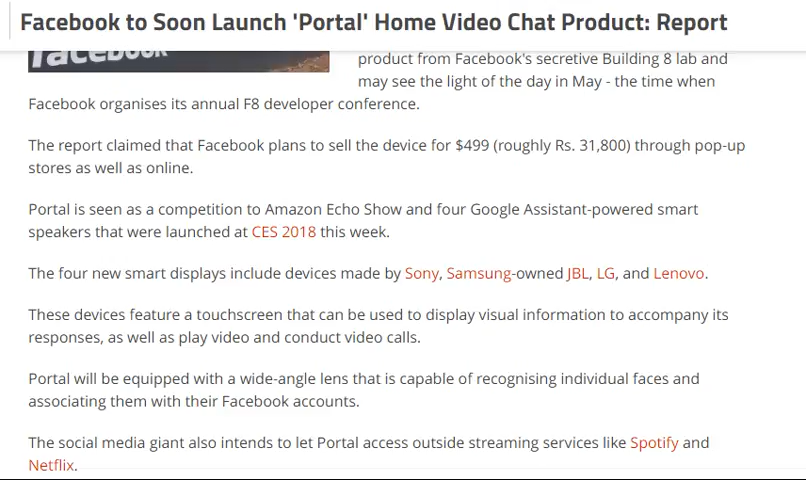 Facebook to Soon Launch 'Portal' Home Video Chat Product: Report
facebook
product from Facebook's secretive Building 8 lab and
may see the light of the day in May - the time when
Facebook organises its annual F8 developer conference.
The report claimed that Facebook plans to sell the device for $499 (roughly Rs. 31,800) through pop-up
stores as well as online.
Portal is seen as a competition to Amazon Echo Show and four Google Assistant-powered smart
speakers that were launched at CES 2018 this week.
The four new smart displays include devices made by Sony, Samsung-owned JBL, LG, and Lenovo.
These devices feature a touchscreen that can be used to display visual information to accompany its
responses, as well as play video and conduct video calls.
Portal will be equipped with a wide-angle lens that is capable of recognising individual faces and
associating them with their Facebook accounts.
The social media giant also intends to let Portal access outside streaming services like Spotify and
Netflix.